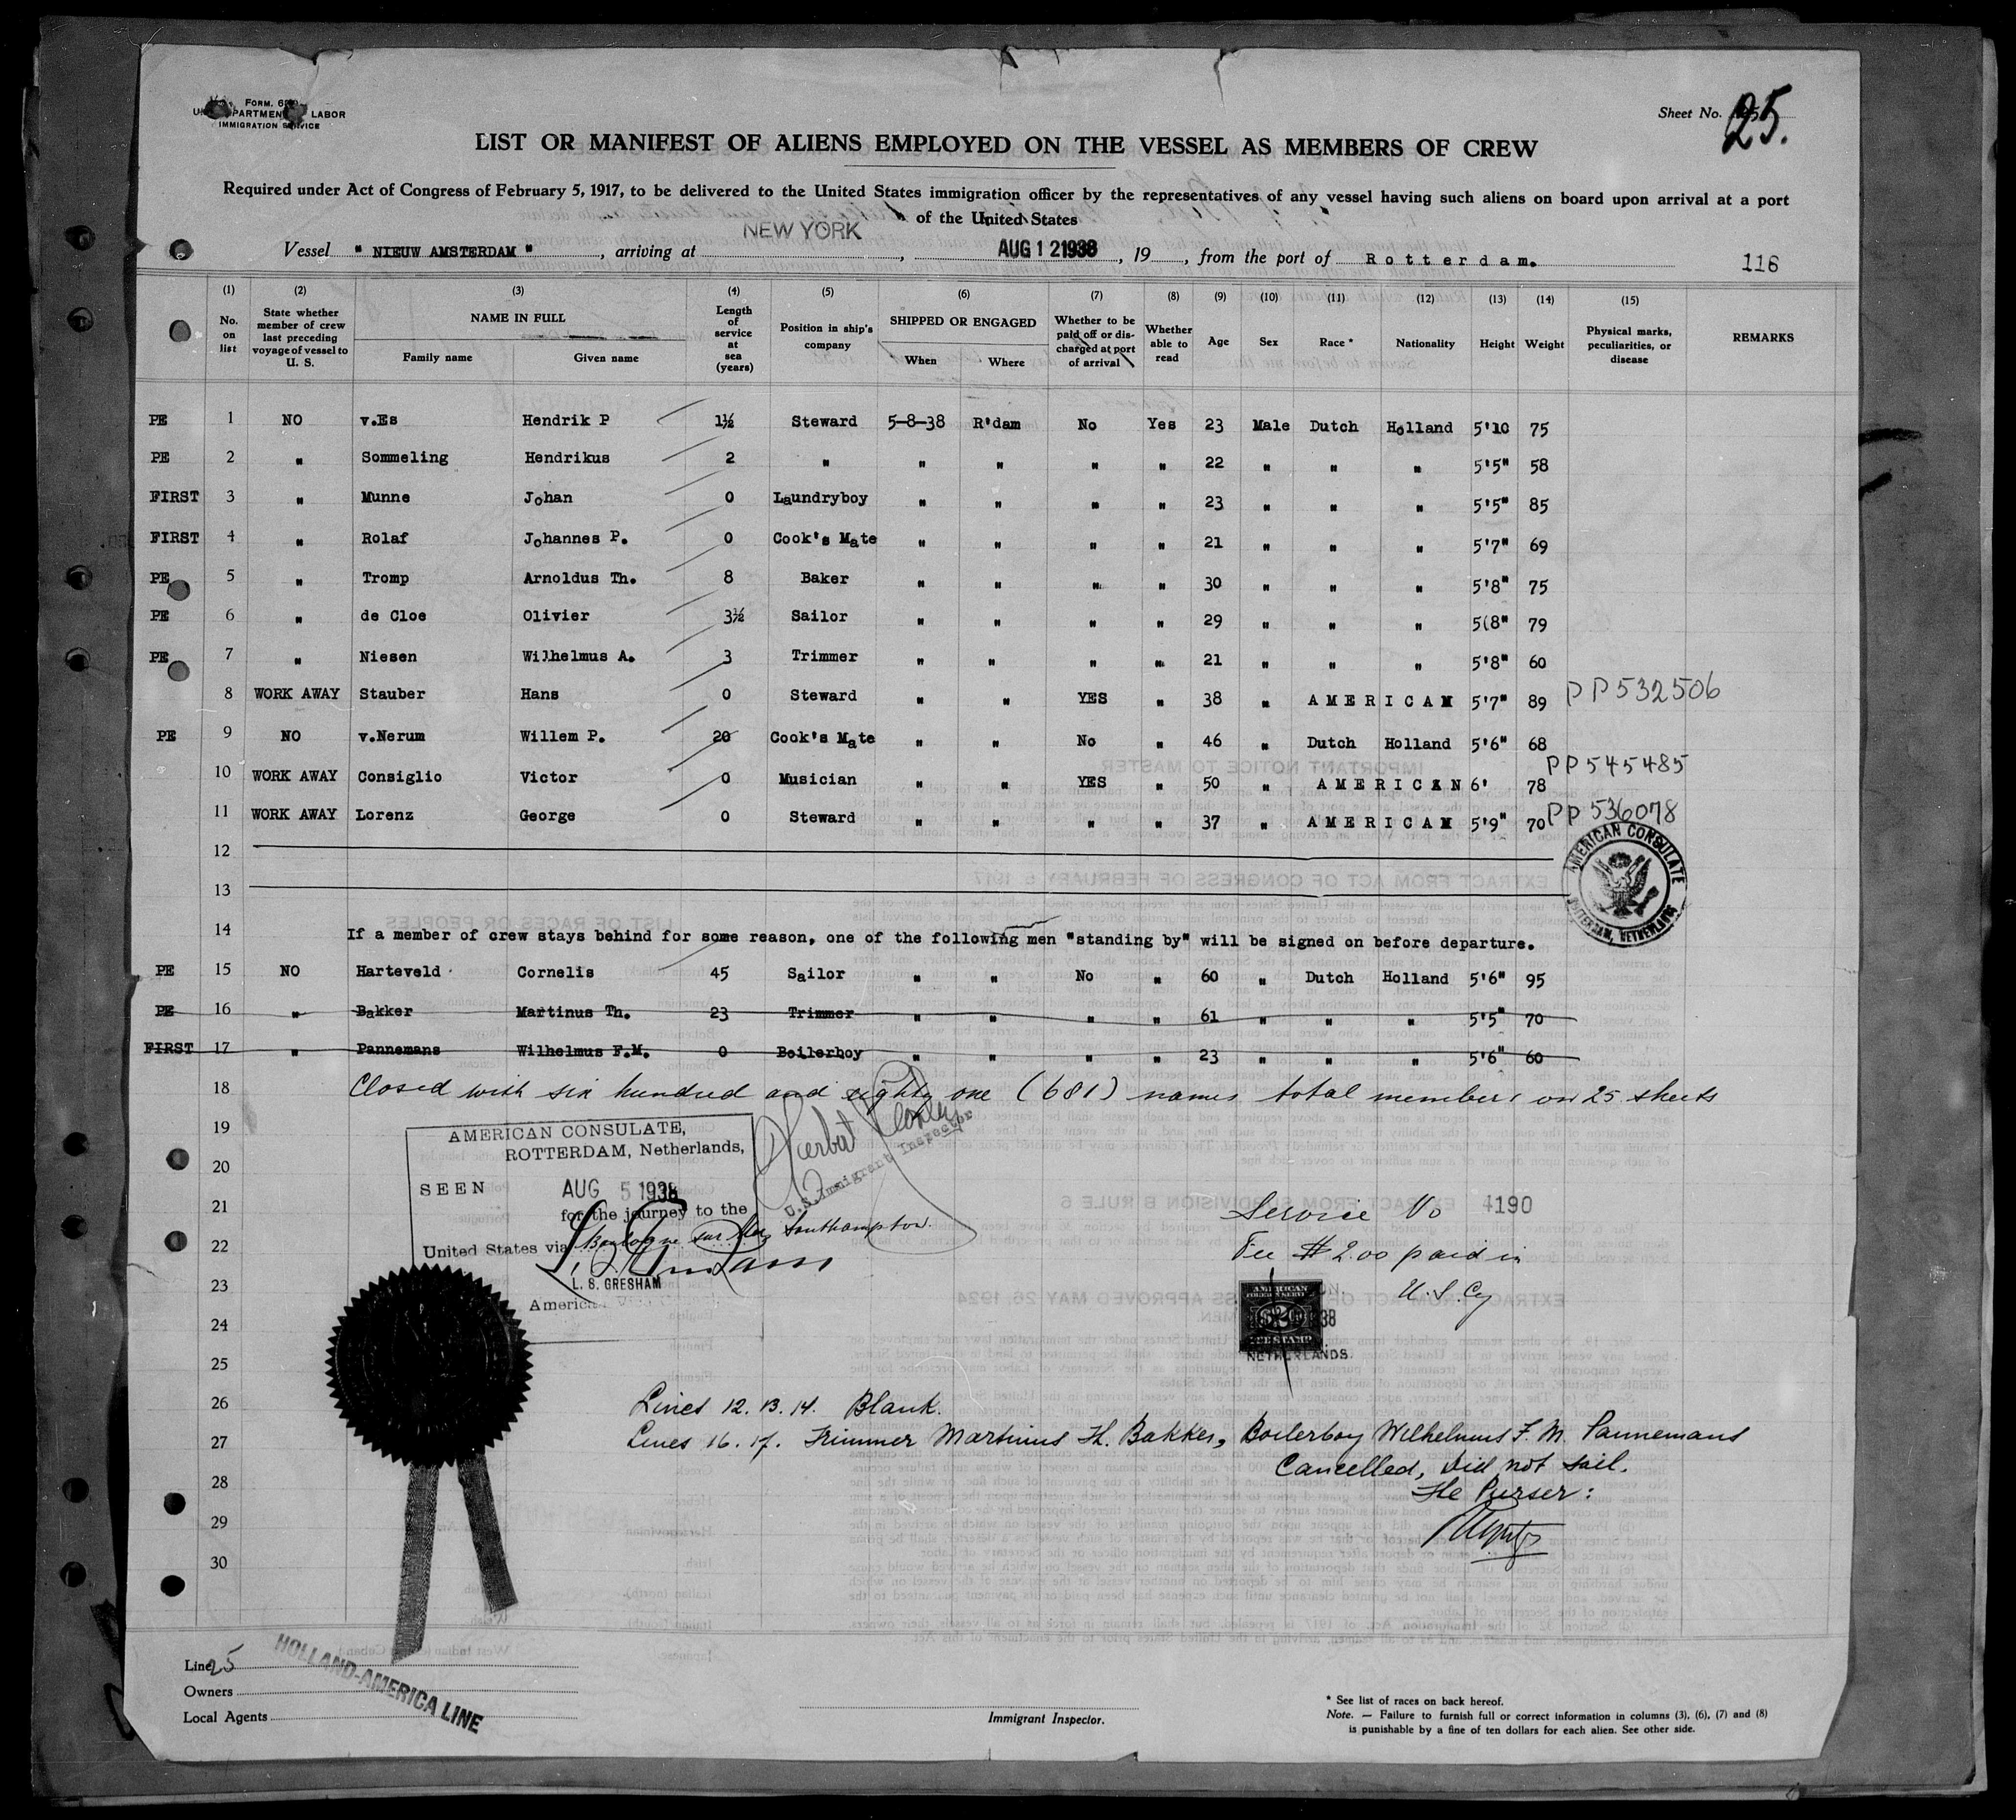 FORM. 6
DEPARTMENT LABOR
IMMIGRATION SERVICE
Sheet No. 25.
LIST OR MANIFEST OF ALIENS EMPLOYED ON THE VESSEL AS MEMBERS OF CREW
Required under Act of Congress of February 5, 1917, to be delivered to the United States immigration officer by the representatives of any vessel having such aliens on board upon arrival at a port
of the United States
Vessel " NIEUW AMSTERDAM ", arriving at NEW YORK, AUG 12 1938, 19 , from the port of Rotterdam. 116
(1) (2) (3) (4) (5) (6) (7) (8) (9) (10) (11) (12) (13) (14) (15)
No. on list State whether member of crew last preceding voyage of vessel to U. S. NAME IN FULL Family name Given name Length of service at sea (years) Position in ship's company SHIPPED OR ENGAGED When Where Whether to be paid off or discharged at port of arrival Whether able to read Age Sex Race * Nationality Height Weight Physical marks, peculiarities, or disease REMARKS
PE 1 NO v.Es Hendrik P 1½ Steward 5-8-38 R'dam No Yes 23 Male Dutch Holland 5'10 75
PE 2 " Sommeling Hendrikus 2 " " " " " 22 " " " 5'5" 58
FIRST 3 " Munne Johan 0 Laundryboy " " " " 23 " " " 5'5" 85
FIRST 4 " Rolaf Johannes P. 0 Cook's Mate " " " " 21 " " " 5'7" 69
PE 5 " Tromp Arnoldus Th. 8 Baker " " " " 30 " " " 5'8" 75
PE 6 " de Cloe Olivier 3½ Sailor " " " " 29 " " " 5(8" 79
PE 7 " Niesen Wilhelmus A. 3 Trimmer " " " " 21 " " " 5'8" 60
8 WORK AWAY Stauber Hans 0 Steward " " YES " 38 " AMERICAN 5'7" 89 PP532506
PE 9 NO v.Nerum Willem P. 20 Cook's Mate " " No " 46 " Dutch Holland 5'6" 68
10 WORK AWAY Consiglio Victor 0 Musician " " YES " 50 " AMERICAN 6' 78 PP545485
11 WORK AWAY Lorenz George 0 Steward " " " " 37 " AMERICAN 5'9" 70 PP536078
12
13
AMERICAN CONSULATE
ROTTERDAM, NETHERLANDS
14 If a member of crew stays behind for some reason, one of the following men "standing by" will be signed on before departure.
PE 15 NO Harteveld Cornelis 45 Sailor " " No " 60 " Dutch Holland 5'6" 95
PE 16 " Bakker Martinus Th. 23 Trimmer " " " " 61 " " " 5'5" 70
FIRST 17 " Pannemans Wilhelmus F.M. 0 Boilerboy " " " " 23 " " " 5'6" 60
18 Closed with six hundred and eighty one (681) names total members on 25 sheets
19
AMERICAN CONSULATE,
ROTTERDAM, Netherlands,
20
SEEN AUG 5 1938
U.S. Immigrant Inspector
21
for the journey to the
Service No 4190
22
United States via Boulogne sur Mer, Southampton.
Fee $2.00 paid in
U.S. Cy
23
L. S. GRESHAM
American
AMERICAN
FOREIGN SERVICE
FEE STAMP
NETHERLANDS.
24
25
26 Lines 12. 13. 14. Blank.
27 Lines 16. 17. Trimmer Martinus Th. Bakker, Boilerboy Wilhelmus F. M. Pannemans
Cancelled, did not sail.
28
The Purser:
29
30
Line 25
Owners
Local Agents
HOLLAND-AMERICA LINE
Immigrant Inspector.
* See list of races on back hereof.
Note. — Failure to furnish full or correct information in columns (3), (6), (7) and (8)
is punishable by a fine of ten dollars for each alien. See other side.